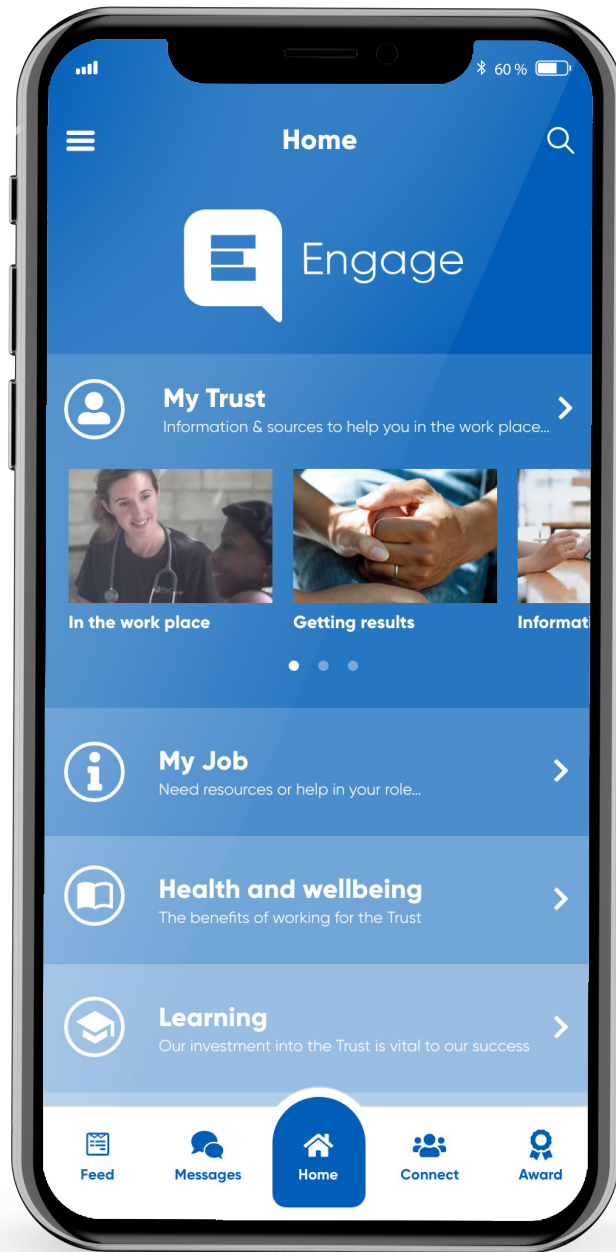 60 %
Home
E Engage
My Trust
Information & sources to help you in the work place...
In the work place
Getting results
Informati
My Job
Need resources or help in your role...
Health and wellbeing
The benefits of working for the Trust
Learning
Our investment into the Trust is vital to our success
Feed
Messages
Home
Connect
Award